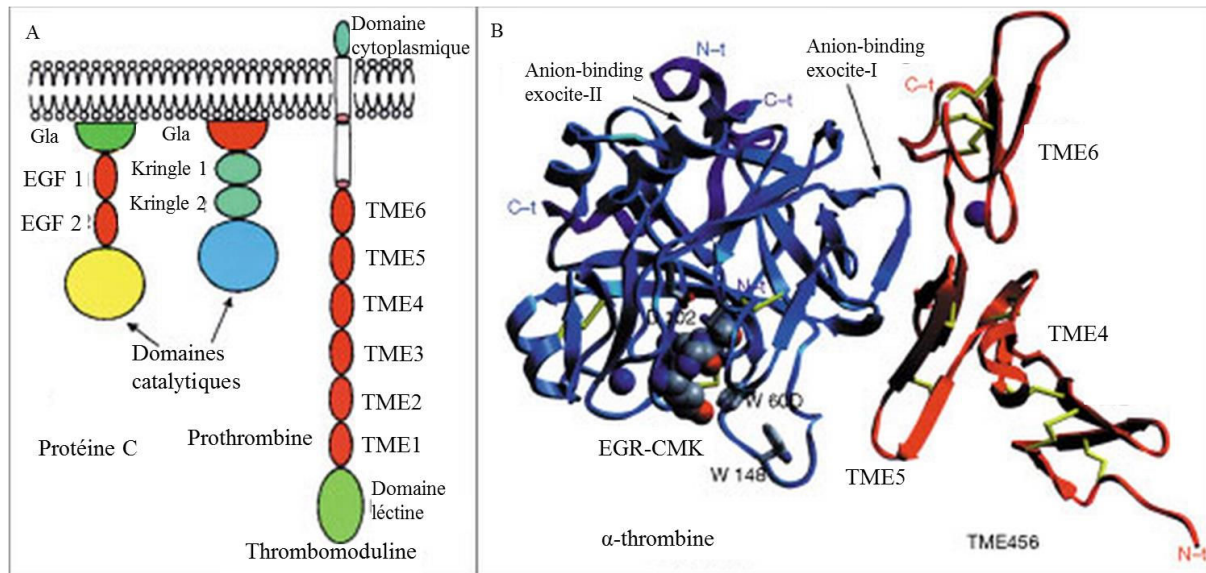 A
Domaine
cytoplasmique
Gla
Gla
EGF 1
Kringle 1
EGF 2
Kringle 2
TME6
TME5
TME4
TME3
TME2
TME1
Domaines
catalytiques
Protéine C
Prothrombine
Domaine
léctine
Thrombomoduline
B
N-t
Anion-binding
exocite-II
Anion-binding
exocite-I
C-t
C-t
C-t
N-t
102
W 60D
EGR-CMK
W 148
TME6
TME4
TME5
α-thrombine
TME456
N-t